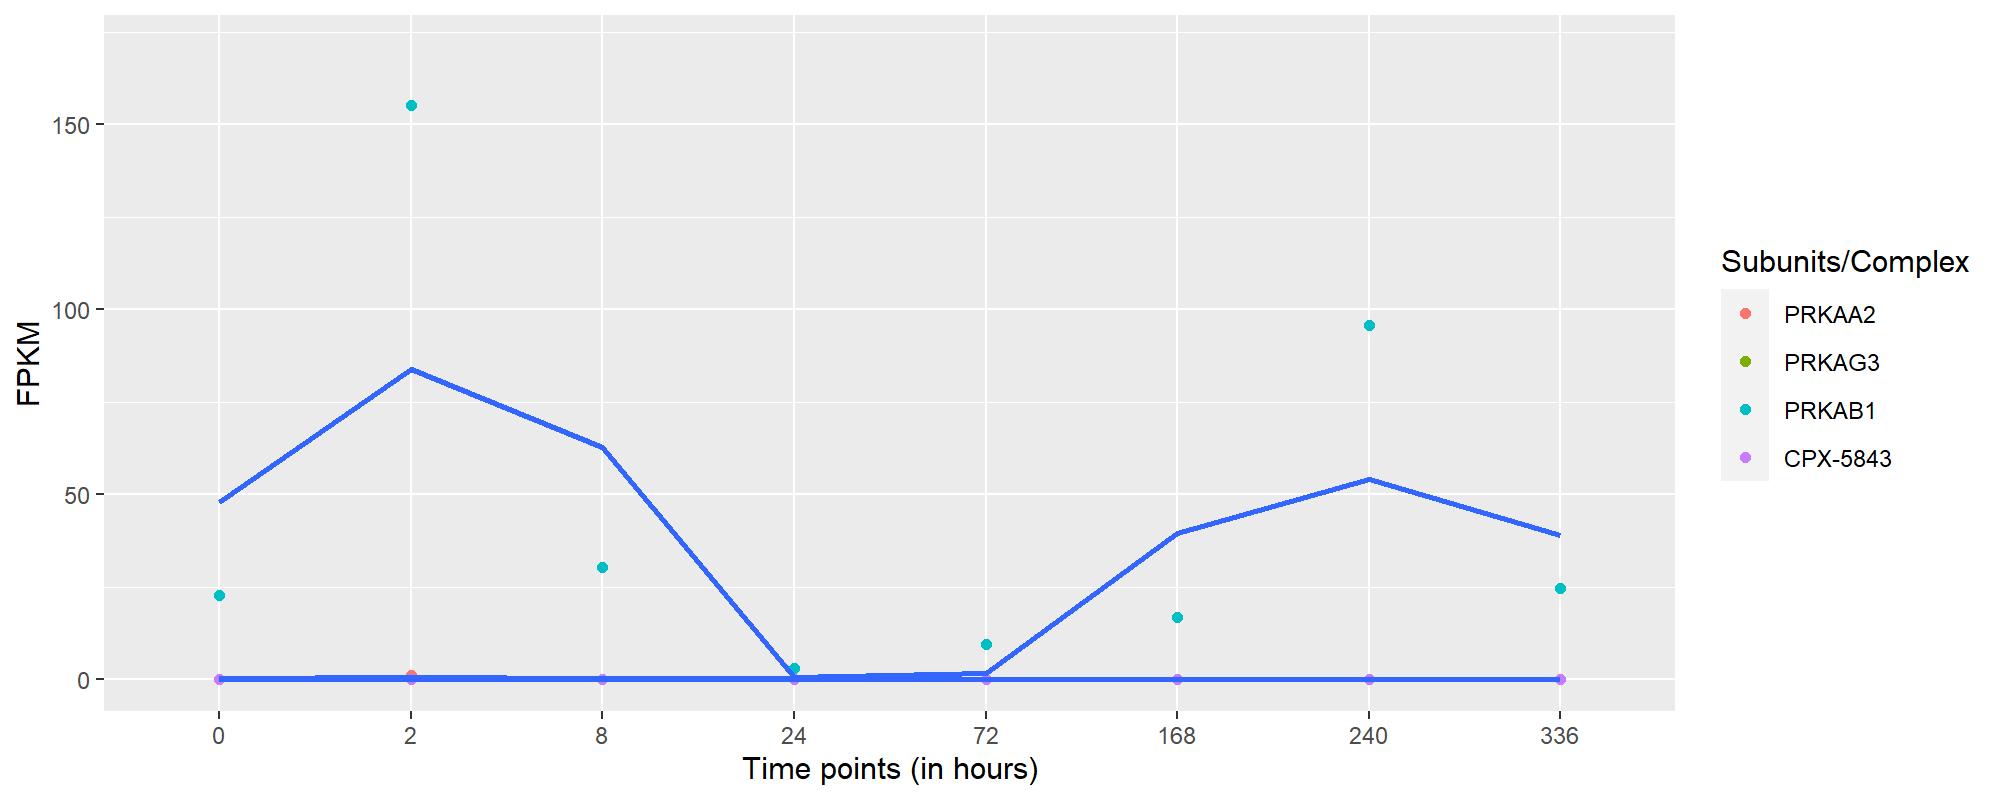 FPKM
150
100
50
0
0 2 8 24 72 168 240 336
Time points (in hours)
Subunits/Complex
PRKAA2
PRKAG3
PRKAB1
CPX-5843